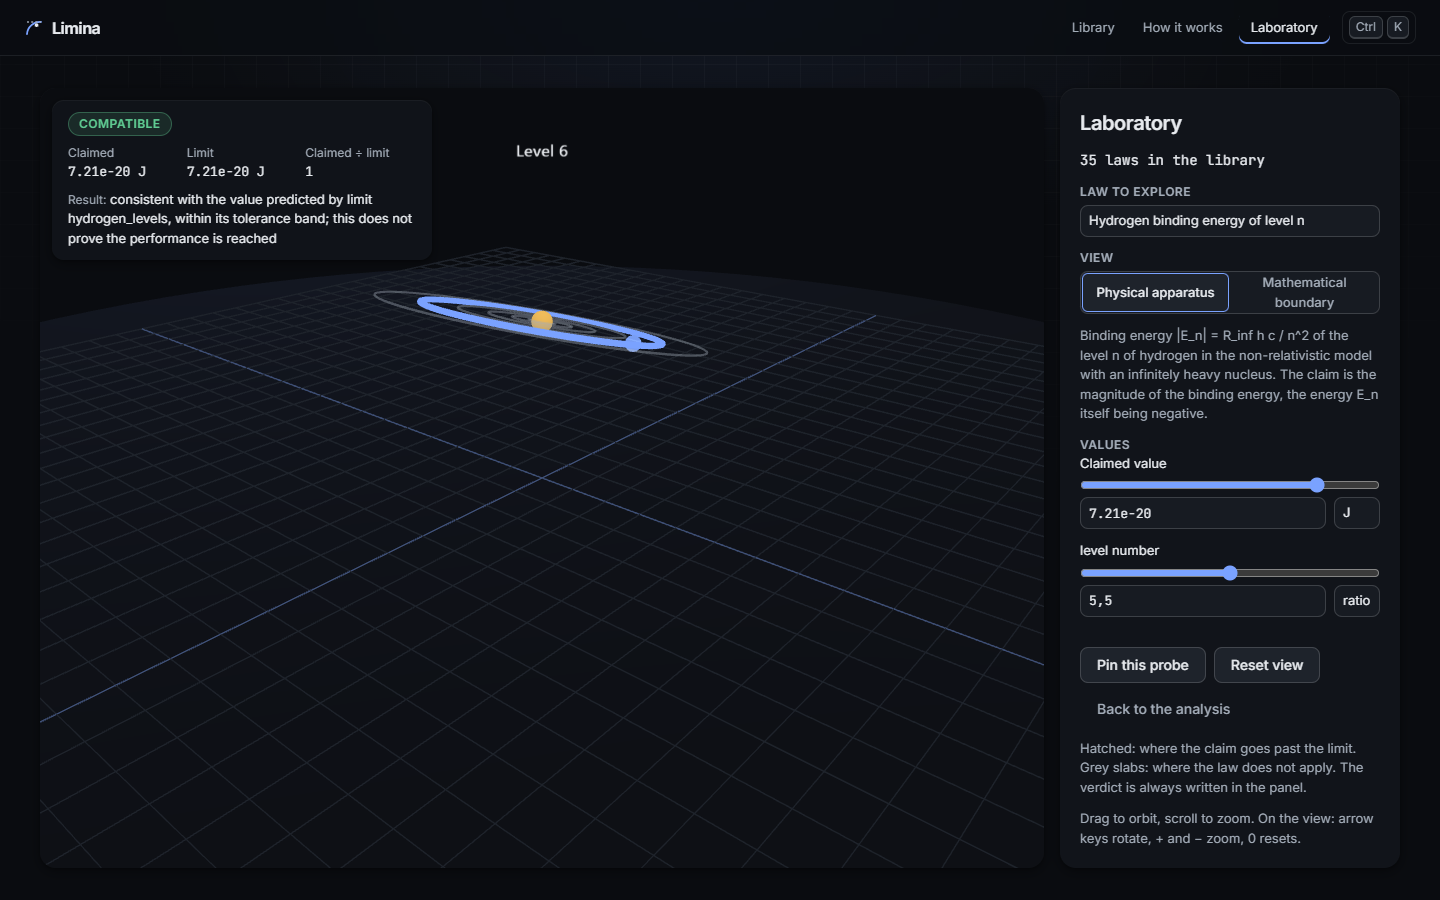 Limina
Library
How it works
Laboratory
Ctrl
K
COMPATIBLE
Claimed
Limit
Claimed ÷ limit
7.21e-20 J
7.21e-20 J
1
Result: consistent with the value predicted by limit
hydrogen_levels, within its tolerance band; this does not
prove the performance is reached
Level 6
Laboratory
35 laws in the library
LAW TO EXPLORE
Hydrogen binding energy of level n
VIEW
Physical apparatus
Mathematical
boundary
Binding energy |E_n| = R_inf h c / n^2 of the
level n of hydrogen in the non-relativistic model
with an infinitely heavy nucleus. The claim is the
magnitude of the binding energy, the energy E_n
itself being negative.
VALUES
Claimed value
7.21e-20
J
level number
5,5
ratio
Pin this probe
Reset view
Back to the analysis
Hatched: where the claim goes past the limit.
Grey slabs: where the law does not apply. The
verdict is always written in the panel.
Drag to orbit, scroll to zoom. On the view: arrow
keys rotate, + and − zoom, 0 resets.